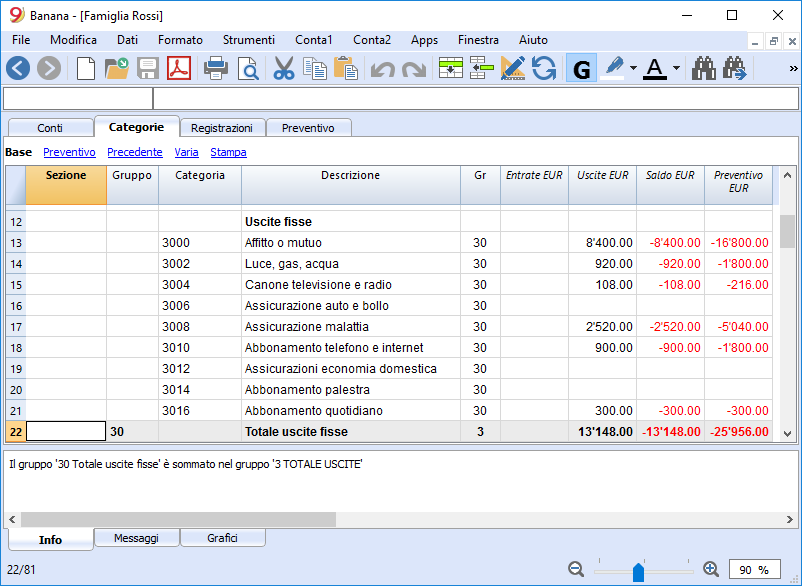 Banana - [Famiglia Rossi]
File Modifica Dati Formato Strumenti Conta1 Conta2 Apps Finestra Aiuto
G A »
Conti Categorie Registrazioni Preventivo
Base Preventivo Precedente Varia Stampa
Sezione Gruppo Categoria Descrizione Gr Entrate EUR Uscite EUR Saldo EUR Preventivo EUR
12 Uscite fisse
13 3000 Affitto o mutuo 30 8'400.00 -8'400.00 -16'800.00
14 3002 Luce, gas, acqua 30 920.00 -920.00 -1'800.00
15 3004 Canone televisione e radio 30 108.00 -108.00 -216.00
16 3006 Assicurazione auto e bollo 30
17 3008 Assicurazione malattia 30 2'520.00 -2'520.00 -5'040.00
18 3010 Abbonamento telefono e internet 30 900.00 -900.00 -1'800.00
19 3012 Assicurazioni economia domestica 30
20 3014 Abbonamento palestra 30
21 3016 Abbonamento quotidiano 30 300.00 -300.00 -300.00
22 30 Totale uscite fisse 3 13'148.00 -13'148.00 -25'956.00
Il gruppo '30 Totale uscite fisse' è sommato nel gruppo '3 TOTALE USCITE'
Info Messaggi Grafici
22/81 90 %